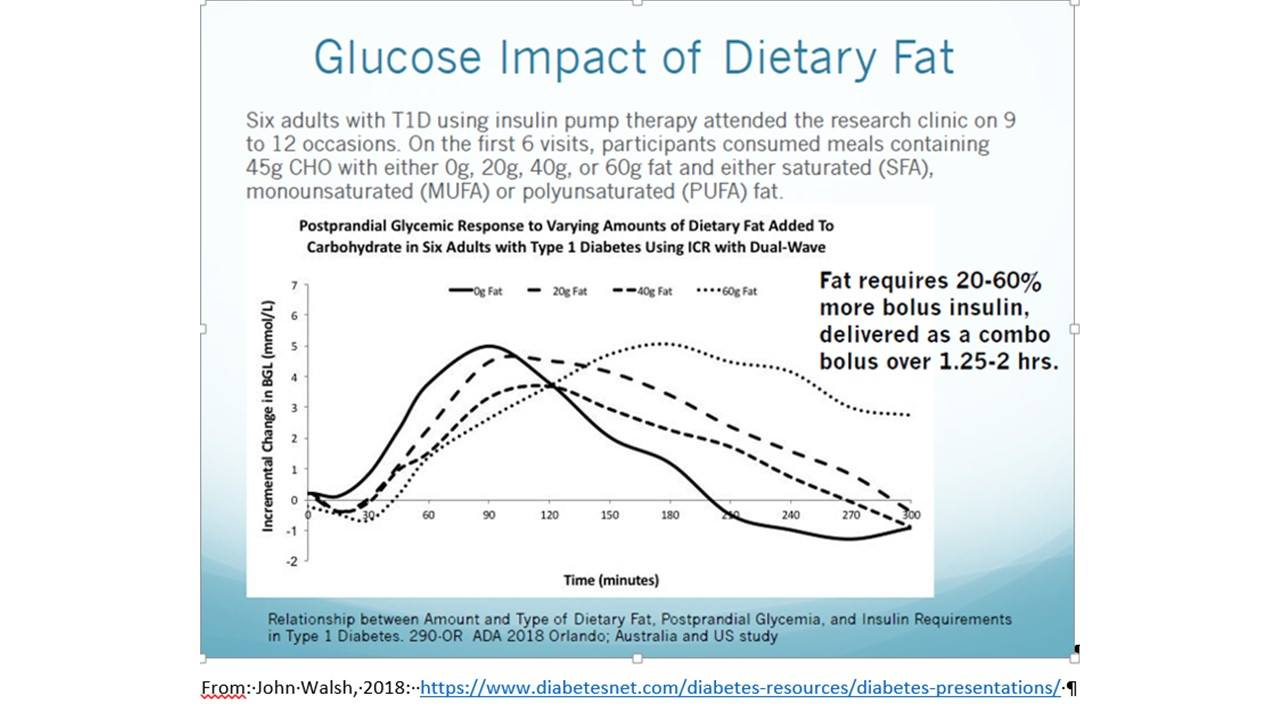 Glucose Impact of Dietary Fat
Six adults with T1D using insulin pump therapy attended the research clinic on 9
to 12 occasions. On the first 6 visits, participants consumed meals containing
45g CHO with either 0g, 20g, 40g, or 60g fat and either saturated (SFA),
monounsaturated (MUFA) or polyunsaturated (PUFA) fat.
Postprandial Glycemic Response to Varying Amounts of Dietary Fat Added To
Carbohydrate in Six Adults with Type 1 Diabetes Using ICR with Dual-Wave
Fat requires 20-60%
more bolus insulin,
delivered as a combo
bolus over 1.25-2 hrs.
0g Fat 20g Fat 40g Fat 60g Fat
Incremental Change in BGL (mmol/L)
7
6
5
4
3
2
1
0
-1
-2
0 30 60 90 120 150 180 210 240 270 300
Time (minutes)
Relationship between Amount and Type of Dietary Fat, Postprandial Glycemia, and Insulin Requirements
in Type 1 Diabetes. 290-OR ADA 2018 Orlando; Australia and US study
From:·John·Walsh,·2018:··https://www.diabetesnet.com/diabetes-resources/diabetes-presentations/·¶